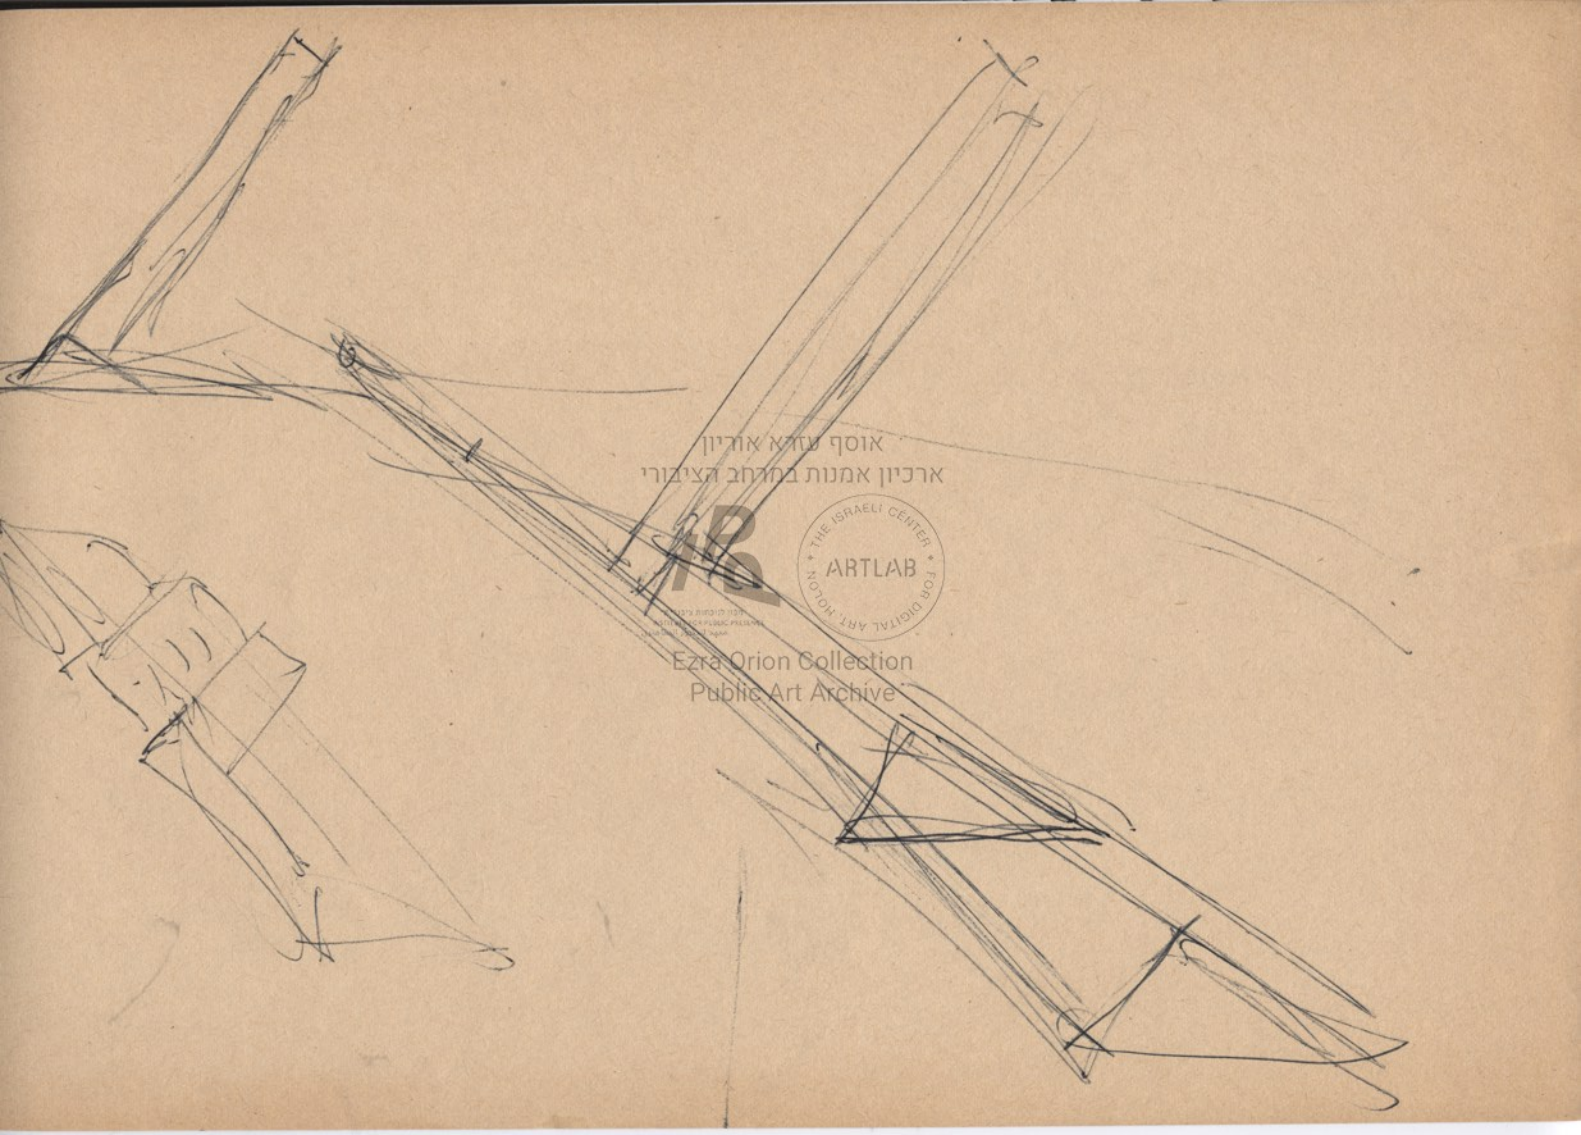 אוסף עזרא אוריון
ארכיון אמנות במרחב הציבורי
THE ISRAELI CENTER FOR DIGITAL ART, HOLON
ARTLAB
Ezra Orion Collection
Public Art Archive